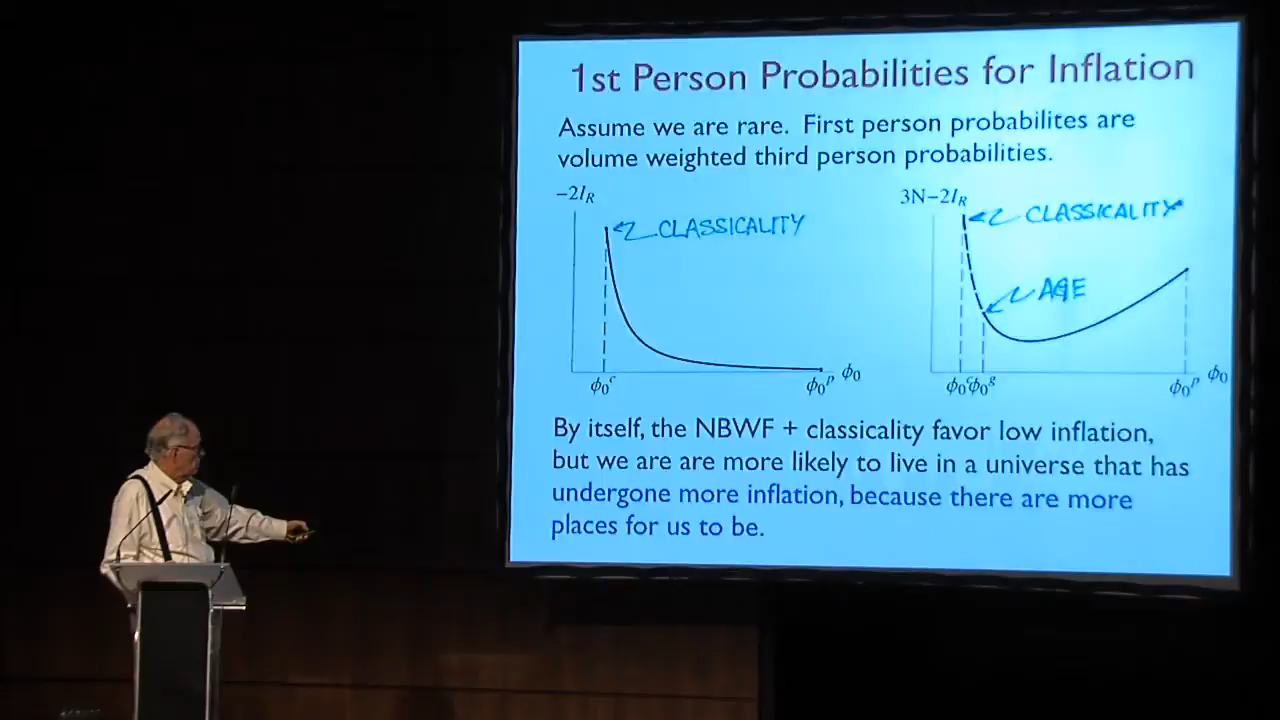 1st Person Probabilities for Inflation
Assume we are rare. First person probabilites are
volume weighted third person probabilities.
-2I_R
CLASSICALITY
ϕ₀ᶜ
ϕ₀ᵖ
ϕ₀
3N-2I_R
CLASSICALITY
AGE
ϕ₀ᶜϕ₀ᵍ
ϕ₀ᵖ
ϕ₀
By itself, the NBWF + classicality favor low inflation,
but we are are more likely to live in a universe that has
undergone more inflation, because there are more
places for us to be.